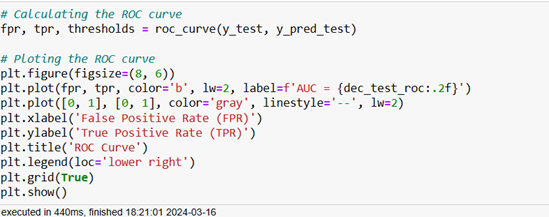 # Calculating the ROC curve
fpr, tpr, thresholds = roc_curve(y_test, y_pred_test)
# Ploting the ROC curve
plt.figure(figsize=(8, 6))
plt.plot(fpr, tpr, color='b', lw=2, label=f'AUC = {dec_test_roc:.2f}')
plt.plot([0, 1], [0, 1], color='gray', linestyle='--', lw=2)
plt.xlabel('False Positive Rate (FPR)')
plt.ylabel('True Positive Rate (TPR)')
plt.title('ROC Curve')
plt.legend(loc='lower right')
plt.grid(True)
plt.show()
executed in 440ms, finished 18:21:01 2024-03-16